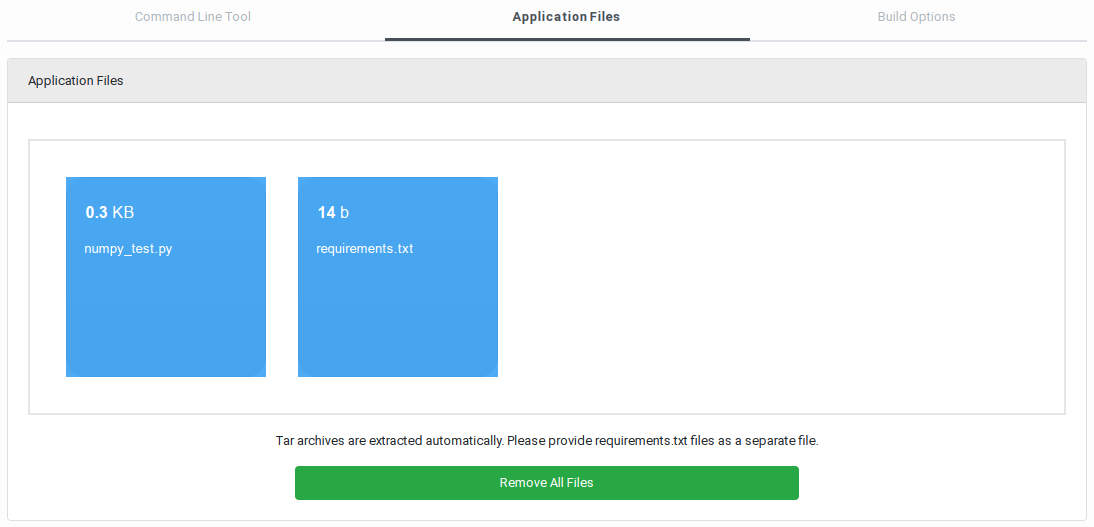 Command Line Tool
Application Files
Build Options
Application Files
0.3 KB
14 b
numpy_test.py
requirements.txt
Tar archives are extracted automatically. Please provide requirements.txt files as a separate file.
Remove All Files